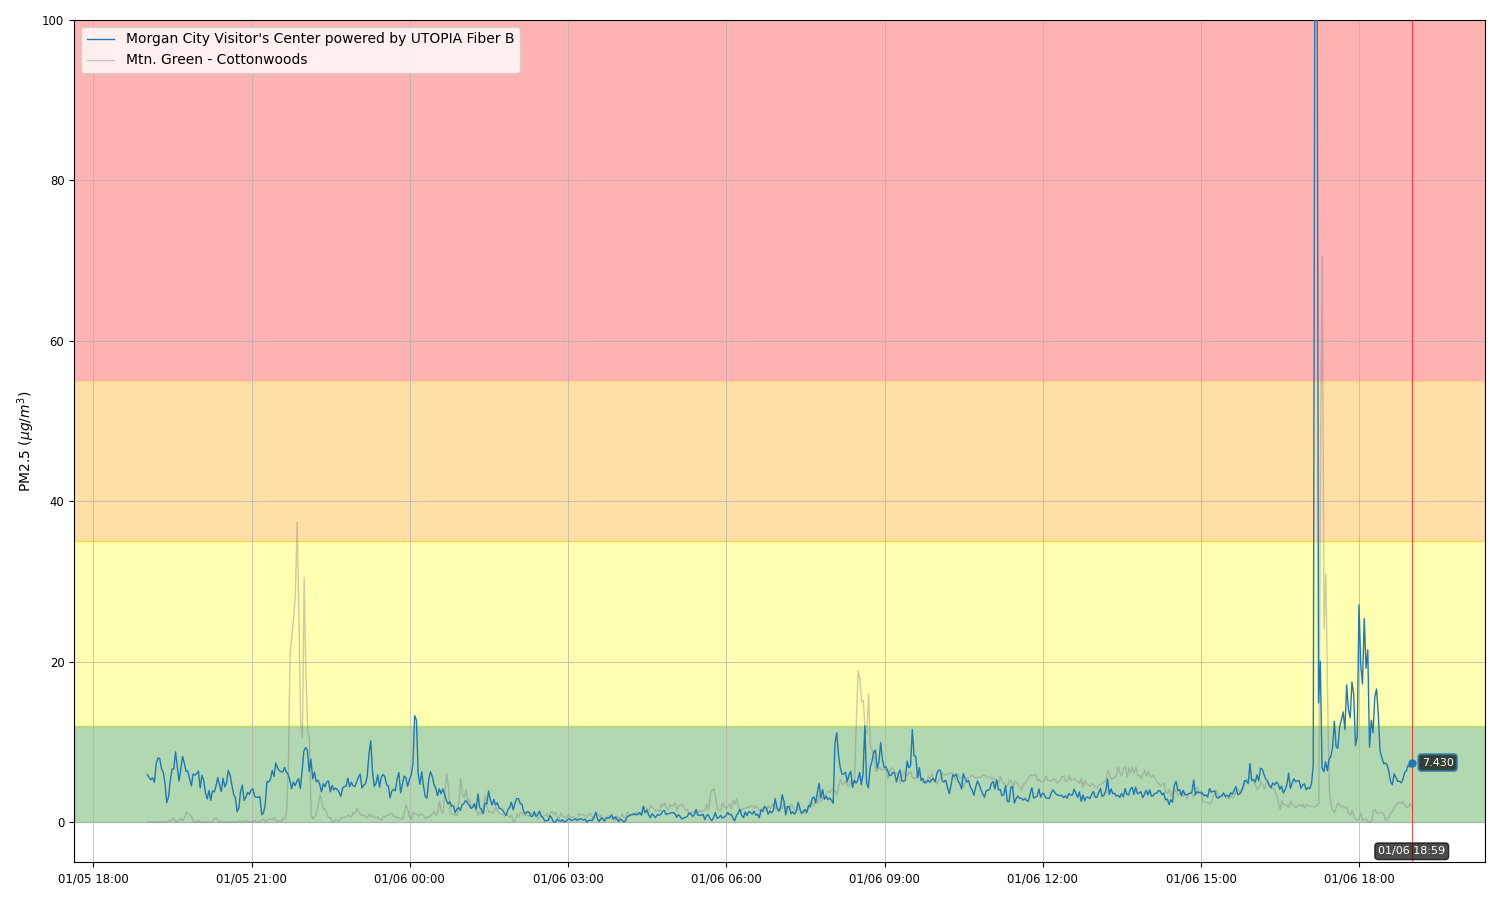 100
Morgan City Visitor's Center powered by UTOPIA Fiber B
Mtn. Green - Cottonwoods
80
60
PM2.5 (μg/m³)
40
20
7.430
0
01/06 18:59
01/05 18:00 01/05 21:00 01/06 00:00 01/06 03:00 01/06 06:00 01/06 09:00 01/06 12:00 01/06 15:00 01/06 18:00